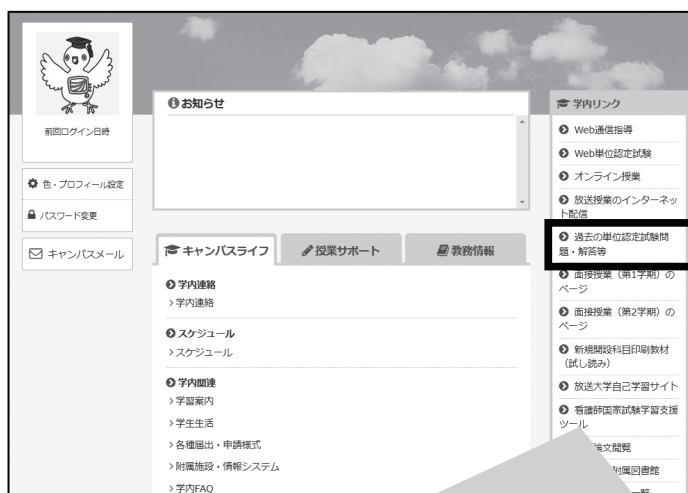 前回ログイン日時
色・プロフィール設定
パスワード変更
キャンパスメール
お知らせ
キャンパスライフ
授業サポート
教務情報
学内連絡
>学内連絡
スケジュール
>スケジュール
学内関連
>学習案内
>学生生活
>各種届出・申請様式
>附属施設・情報システム
>学内FAQ
学内リンク
Web通信指導
Web単位認定試験
オンライン授業
放送授業のインターネッ
ト配信
過去の単位認定試験問
題・解答等
面接授業(第1学期)の
ページ
面接授業(第2学期)の
ページ
新規開設科目印刷教材
(試し読み)
放送大学自己学習サイト
看護師国家試験学習支援
ツール
論文閲覧
附属図書館
一覧